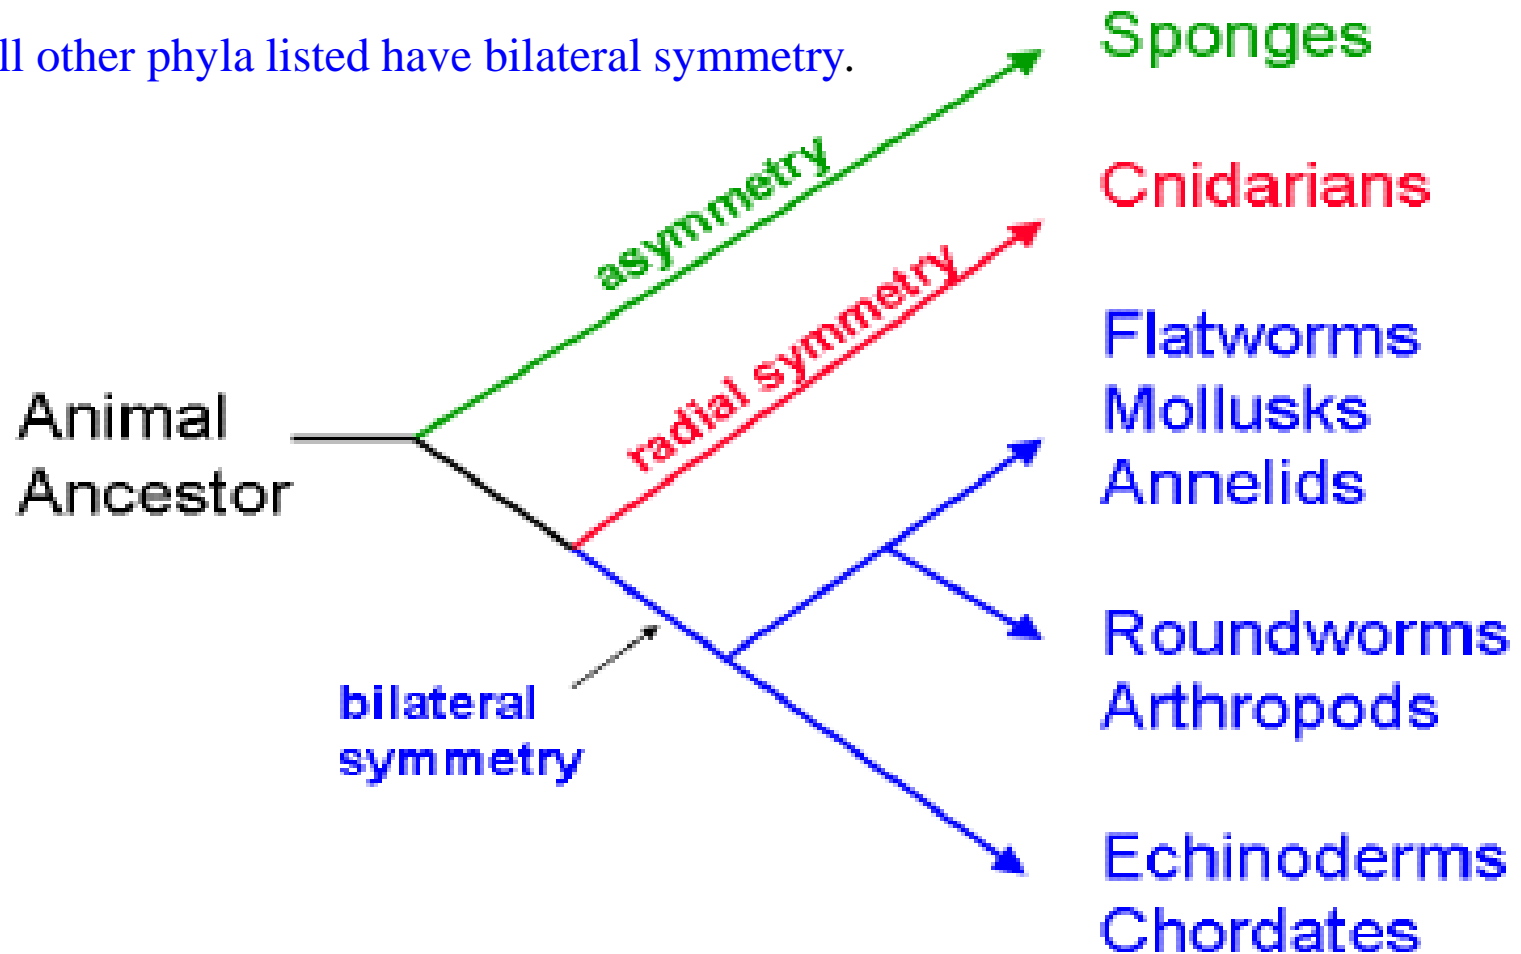 ll other phyla listed have bilateral symmetry.
Sponges
asymmetry
Cnidarians
radial symmetry
Flatworms
Mollusks
Annelids
Animal
Ancestor
Roundworms
Arthropods
bilateral
symmetry
Echinoderms
Chordates